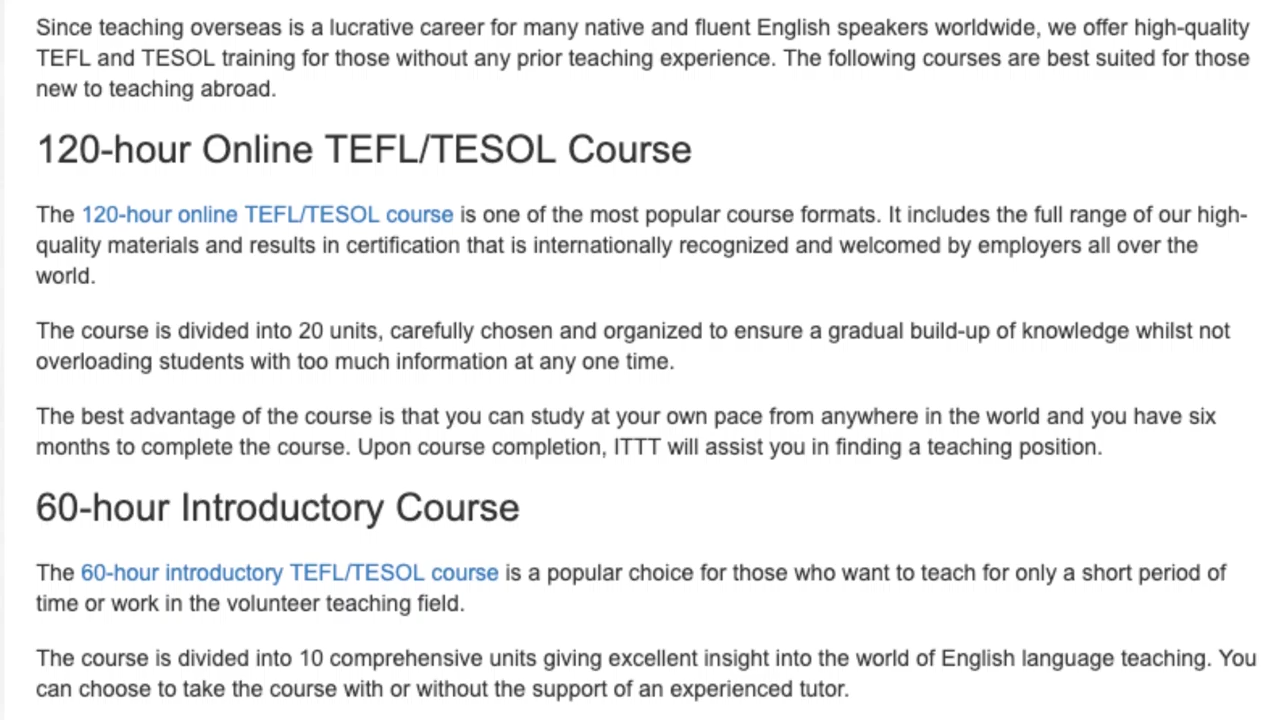 Since teaching overseas is a lucrative career for many native and fluent English speakers worldwide, we offer high-quality
TEFL and TESOL training for those without any prior teaching experience. The following courses are best suited for those
new to teaching abroad.
120-hour Online TEFL/TESOL Course
The 120-hour online TEFL/TESOL course is one of the most popular course formats. It includes the full range of our high-
quality materials and results in certification that is internationally recognized and welcomed by employers all over the
world.
The course is divided into 20 units, carefully chosen and organized to ensure a gradual build-up of knowledge whilst not
overloading students with too much information at any one time.
The best advantage of the course is that you can study at your own pace from anywhere in the world and you have six
months to complete the course. Upon course completion, ITTT will assist you in finding a teaching position.
60-hour Introductory Course
The 60-hour introductory TEFL/TESOL course is a popular choice for those who want to teach for only a short period of
time or work in the volunteer teaching field.
The course is divided into 10 comprehensive units giving excellent insight into the world of English language teaching. You
can choose to take the course with or without the support of an experienced tutor.